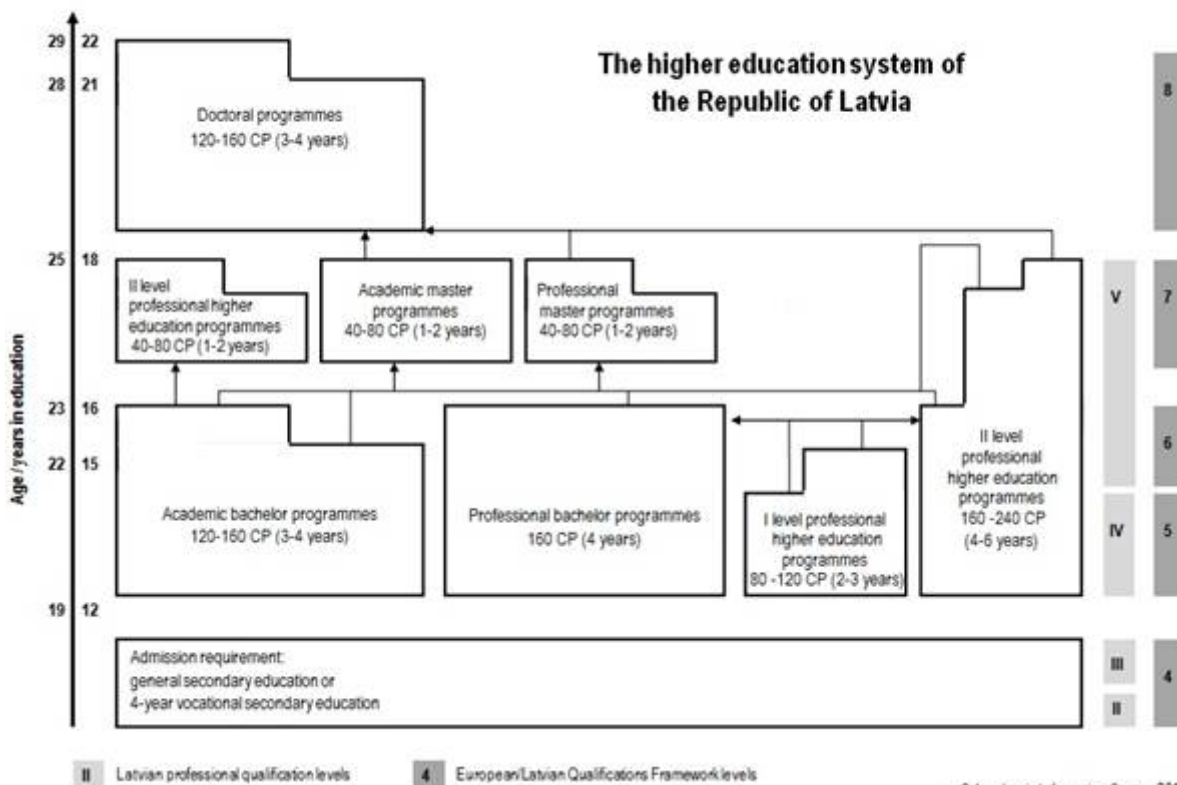 The higher education system of
the Republic of Latvia
Age / years in education
29 22
28 21
Doctoral programmes
120-160 CP (3-4 years)
8
25 18
II level
professional higher
education programmes
40-80 CP (1-2 years)
Academic master
programmes
40-80 CP (1-2 years)
Professional
master programmes
40-80 CP (1-2 years)
V
7
23 16
22 15
Academic bachelor programmes
120-160 CP (3-4 years)
Professional bachelor programmes
160 CP (4 years)
I level professional
higher education
programmes
80 -120 CP (2-3 years)
II level
professional
higher education
programmes
160 -240 CP
(4-6 years)
6
IV
5
19 12
Admission requirement:
general secondary education or
4-year vocational secondary education
III
II
4
II Latvian professional qualification levels
4 European/Latvian Qualifications Framework levels